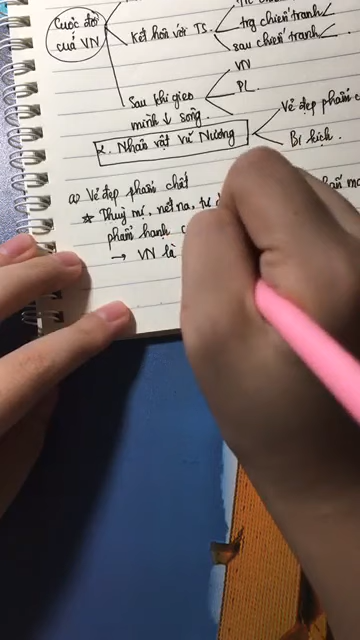 Cuộc đời
của VN
Kết hôn với TS
trc chiến tranh
sau chiến tranh
Sau khi gieo
mình ↓ sông.
VN
PL
2. Nhân vật Vũ Nương
Vẻ đẹp phẩm c
Bi kịch.
a) Vẻ đẹp phẩm chất
* Thuỳ mị, nết na, tư d
phẩm hạnh
→ VN là